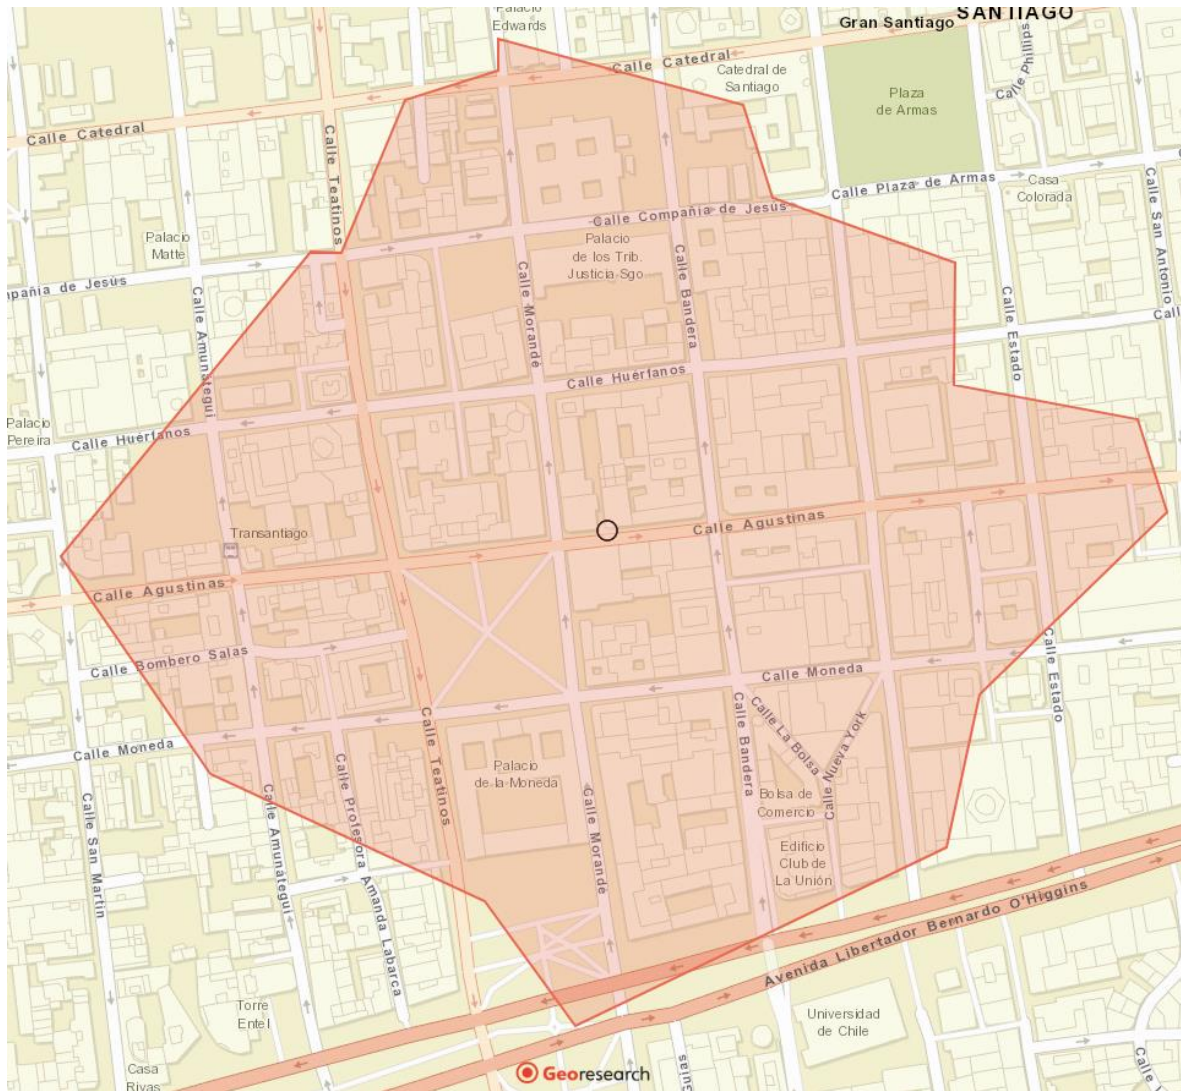 Palacio
Edwards
Gran Santiago
SANTIAGO
Calle Catedral
Catedral de
Santiago
Plaza
de Armas
Calle Phillips
Calle Catedral
Calle Teatinos
Calle Plaza de Armas
Casa
Colorada
Calle San Antonio
Calle Compañía de Jesús
Palacio
Matte
Palacio
de los Trib.
Justicia Sgo
Calle Bandera
Calle Morandé
Compañía de Jesús
Calle Amunátegui
Calle Estado
Calle Huérfanos
Palacio
Pereira
Calle Huérfanos
Transantiago
Calle Agustinas
Calle Agustinas
Calle Bombero Salas
Calle Moneda
Calle Estado
Calle Moneda
Calle Teatinos
Calle Bandera
Calle La Bolsa
Calle Nueva York
Palacio
de la Moneda
Calle San Martín
Calle Amunátegui
Calle Profesora Amanda Labarca
Calle Morandé
Bolsa de
Comercio
Edificio
Club de
La Unión
Avenida Libertador Bernardo O'Higgins
Torre
Entel
Universidad
de Chile
Casa
Rivas
Georesearch